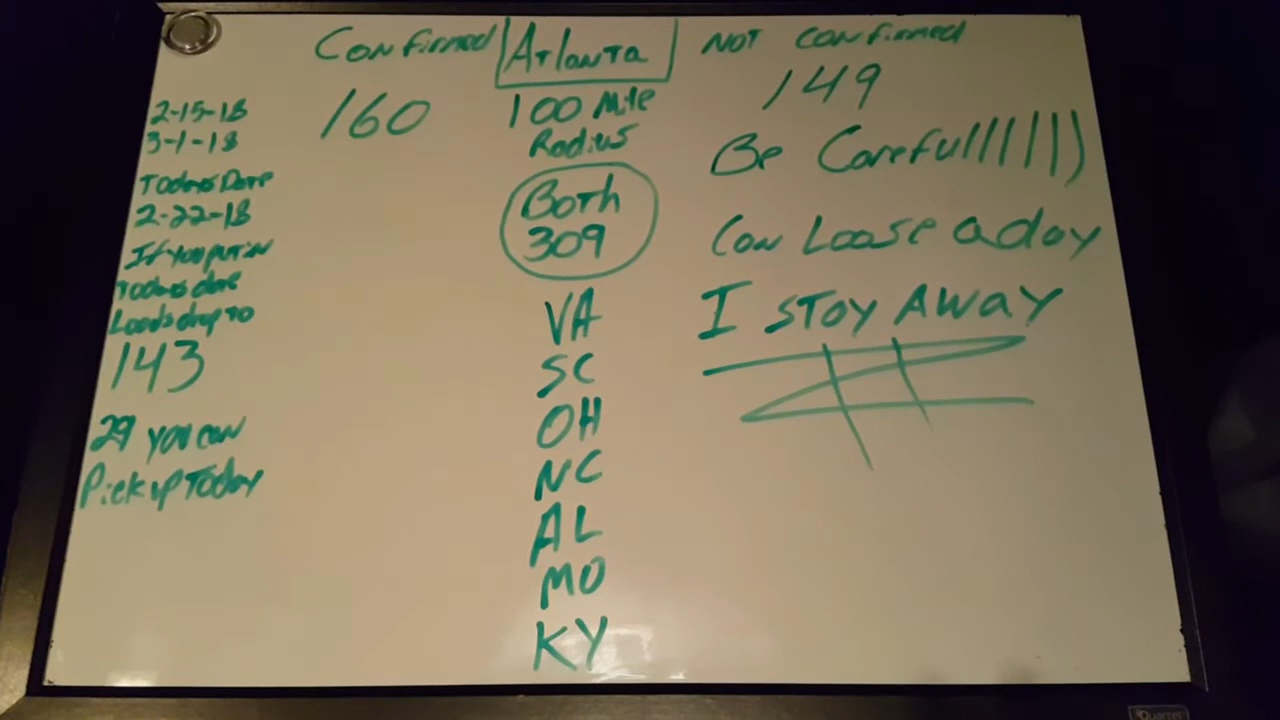 Confirmed
160
2-15-18
3-1-18
Todays Date
2-22-18
If you put in
todays date
Loads drop to
143
29 you can
Pick up Today
Atlanta
100 Mile
Radius
Both
309
VA
SC
OH
NC
AL
MO
KY
NOT Confirmed
149
Be Carefullllll
Can Loose a day
I STAY AWAY
Quartet